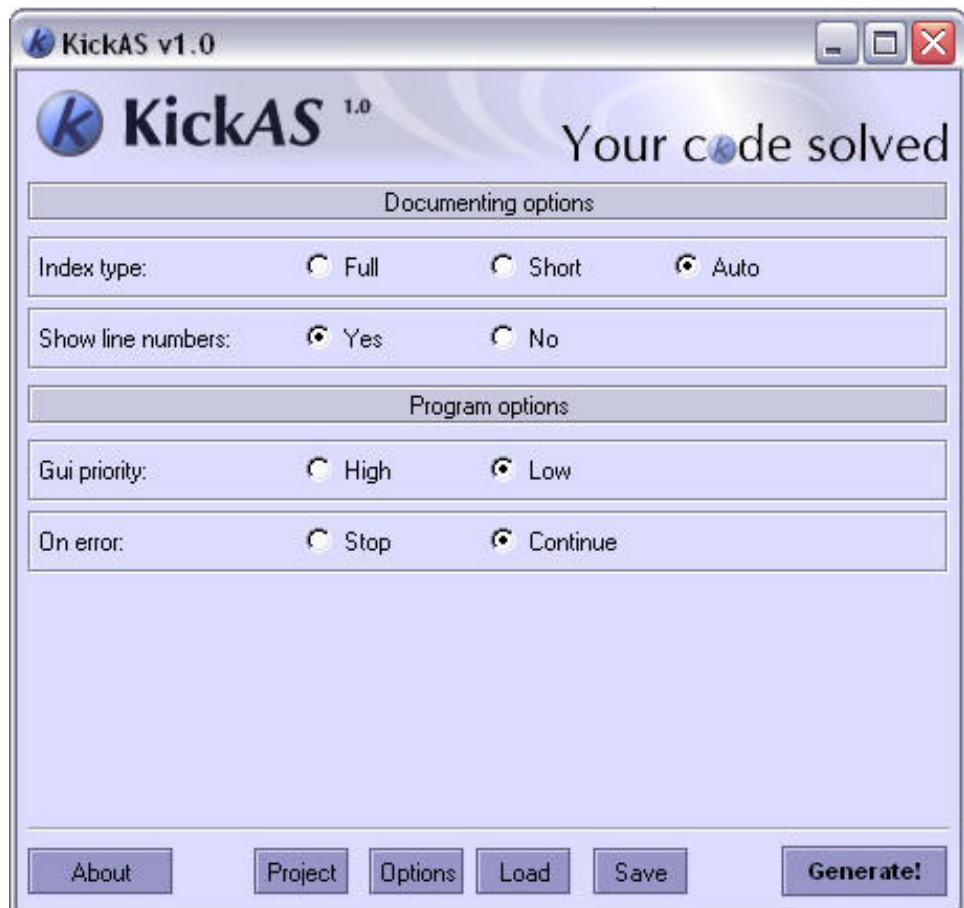 KickAS v1.0
KickAS 1.0
Your code solved
Documenting options
Index type: Full Short Auto
Show line numbers: Yes No
Program options
Gui priority: High Low
On error: Stop Continue
About Project Options Load Save Generate!